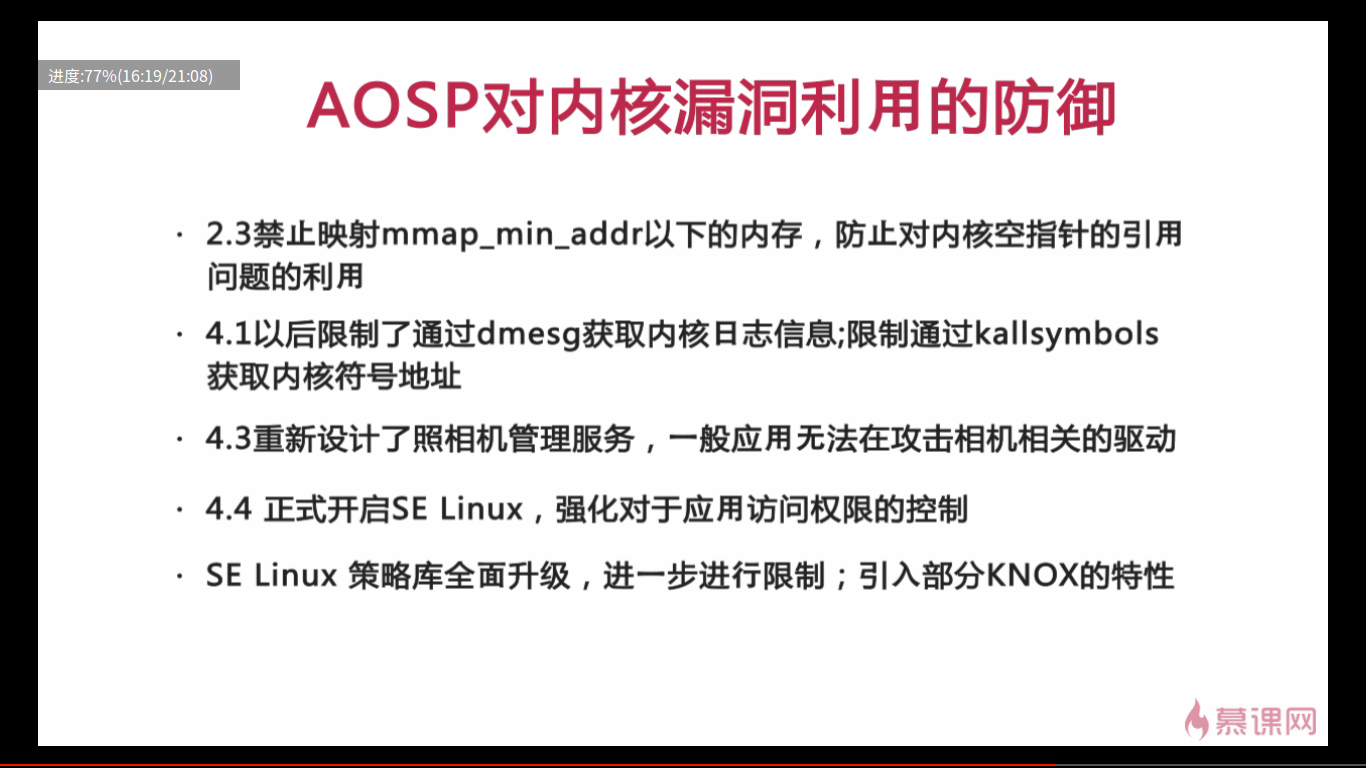 进度:77%(16:19/21:08)
AOSP对内核漏洞利用的防御
· 2.3禁止映射mmap_min_addr以下的内存，防止对内核空指针的引用
问题的利用
· 4.1以后限制了通过dmesg获取内核日志信息;限制通过kallsymbols
获取内核符号地址
· 4.3重新设计了照相机管理服务，一般应用无法在攻击相机相关的驱动
· 4.4 正式开启SE Linux，强化对于应用访问权限的控制
· SE Linux 策略库全面升级，进一步进行限制；引入部分KNOX的特性
慕课网